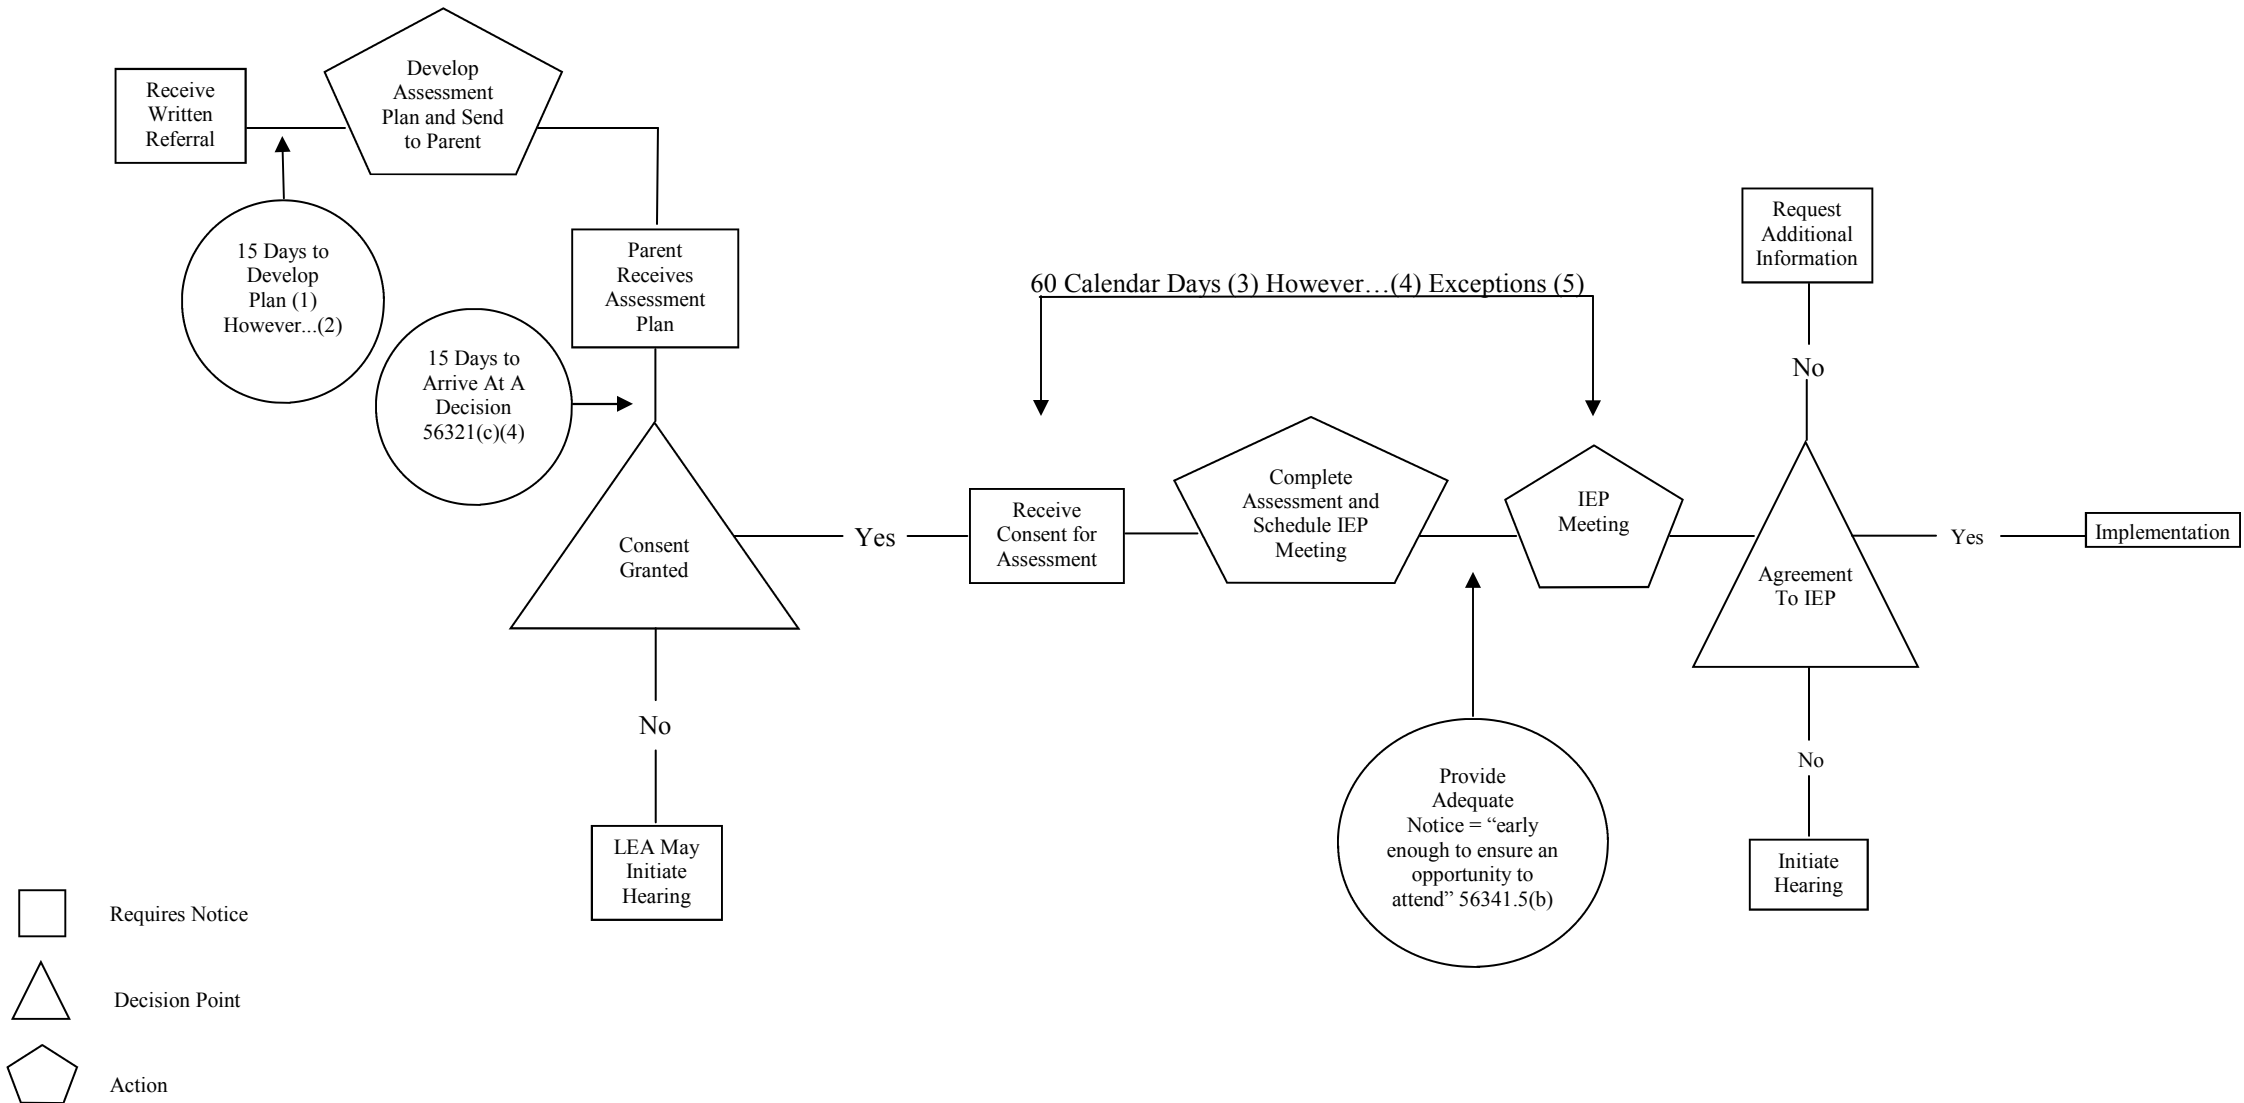 Receive
Written
Referral
Develop
Assessment
Plan and Send
to Parent
15 Days to
Develop
Plan (1)
However...(2)
Parent
Receives
Assessment
Plan
15 Days to
Arrive At A
Decision
56321(c)(4)
Consent
Granted
Yes
No
LEA May
Initiate
Hearing
60 Calendar Days (3) However…(4) Exceptions (5)
Receive
Consent for
Assessment
Complete
Assessment and
Schedule IEP
Meeting
IEP
Meeting
Provide
Adequate
Notice = “early
enough to ensure an
opportunity to
attend” 56341.5(b)
Request
Additional
Information
No
Agreement
To IEP
Yes
Implementation
No
Initiate
Hearing
Requires Notice
Decision Point
Action